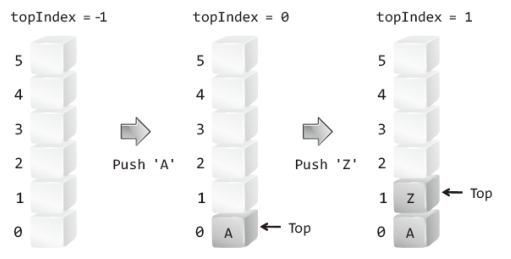 topIndex = -1
topIndex = 0
topIndex = 1
5
4
3
2
1
0
Push 'A'
5
4
3
2
1
0
A
Top
Push 'Z'
5
4
3
2
1
Z
Top
0
A